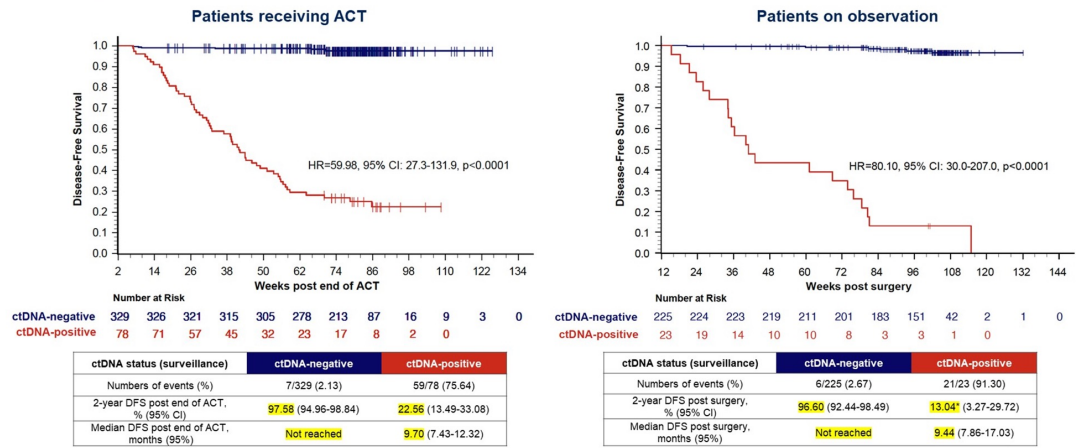 Patients receiving ACT
Disease-Free Survival
1.0
0.9
0.8
0.7
0.6
0.5
0.4
0.3
0.2
0.1
0.0
HR=59.98, 95% CI: 27.3-131.9, p<0.0001
2 14 26 38 50 62 74 86 98 110 122 134
Weeks post end of ACT
Number at Risk
ctDNA-negative 329 326 321 315 305 278 213 87 16 9 3 0
ctDNA-positive 78 71 57 45 32 23 17 8 2 0
ctDNA status (surveillance) ctDNA-negative ctDNA-positive
Numbers of events (%) 7/329 (2.13) 59/78 (75.64)
2-year DFS post end of ACT, % (95% CI) 97.58 (94.96-98.84) 22.56 (13.49-33.08)
Median DFS post end of ACT, months (95%) Not reached 9.70 (7.43-12.32)
Patients on observation
Disease-Free Survival
1.0
0.9
0.8
0.7
0.6
0.5
0.4
0.3
0.2
0.1
0.0
HR=80.10, 95% CI: 30.0-207.0, p<0.0001
12 24 36 48 60 72 84 96 108 120 132 144
Weeks post surgery
Number at Risk
ctDNA-negative 225 224 223 219 211 201 183 151 42 2 1 0
ctDNA-positive 23 19 14 10 10 8 3 3 1 0
ctDNA status (surveillance) ctDNA-negative ctDNA-positive
Numbers of events (%) 6/225 (2.67) 21/23 (91.30)
2-year DFS post surgery, % (95% CI) 96.60 (92.44-98.49) 13.04* (3.27-29.72)
Median DFS post surgery, months (95%) Not reached 9.44 (7.86-17.03)